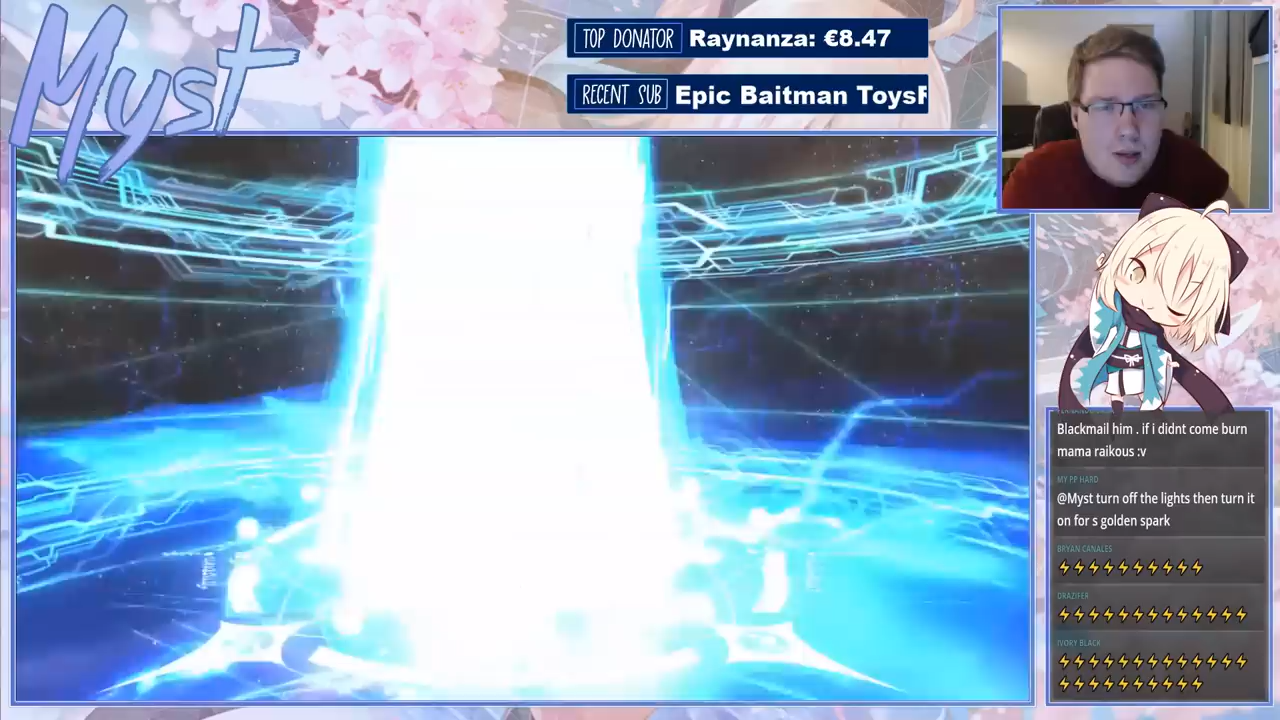 Myst
TOP DONATOR Raynanza: €8.47
RECENT SUB Epic Baitman Toys
Blackmail him . if i didnt come burn
mama raikous :v
MY PP HARD
@Myst turn off the lights then turn it
on for s golden spark
BRYAN CANALES
⚡⚡⚡⚡⚡⚡⚡⚡⚡⚡
DRAZIFER
⚡⚡⚡⚡⚡⚡⚡⚡⚡⚡⚡⚡⚡
IVORY BLACK
⚡⚡⚡⚡⚡⚡⚡⚡⚡⚡⚡⚡⚡
⚡⚡⚡⚡⚡⚡⚡⚡⚡⚡